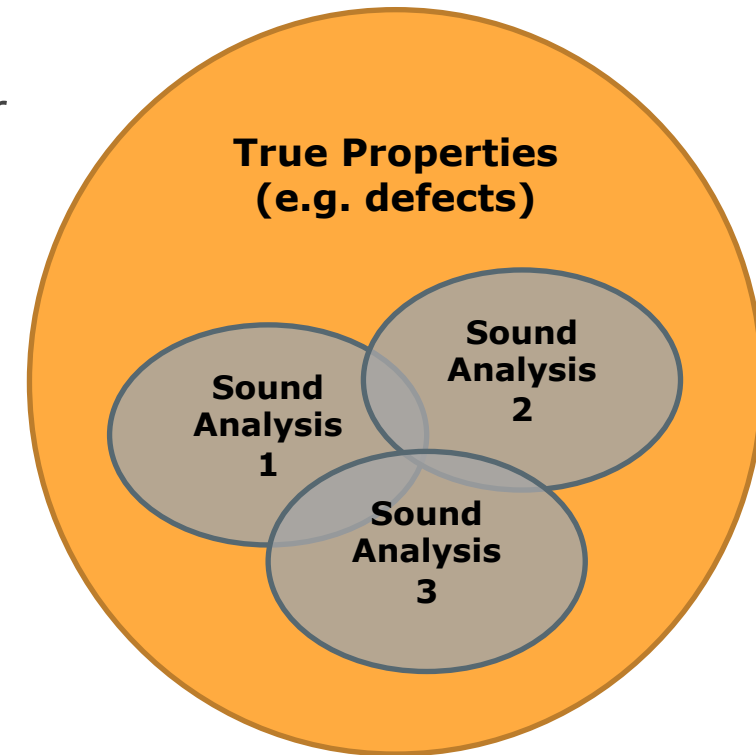 True Properties
(e.g. defects)
Sound
Analysis
2
Sound
Analysis
1
Sound
Analysis
3